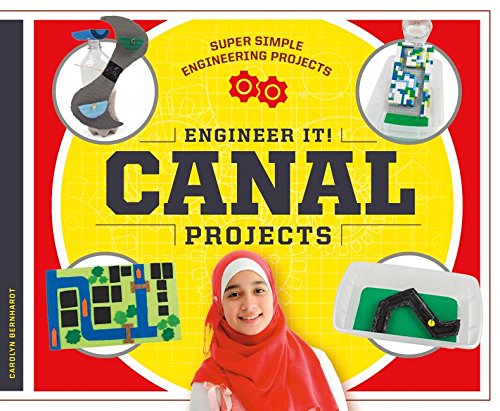 SUPER SIMPLE
ENGINEERING PROJECTS
ENGINEER IT!
CANAL
PROJECTS
CAROLYN BERNHARDT